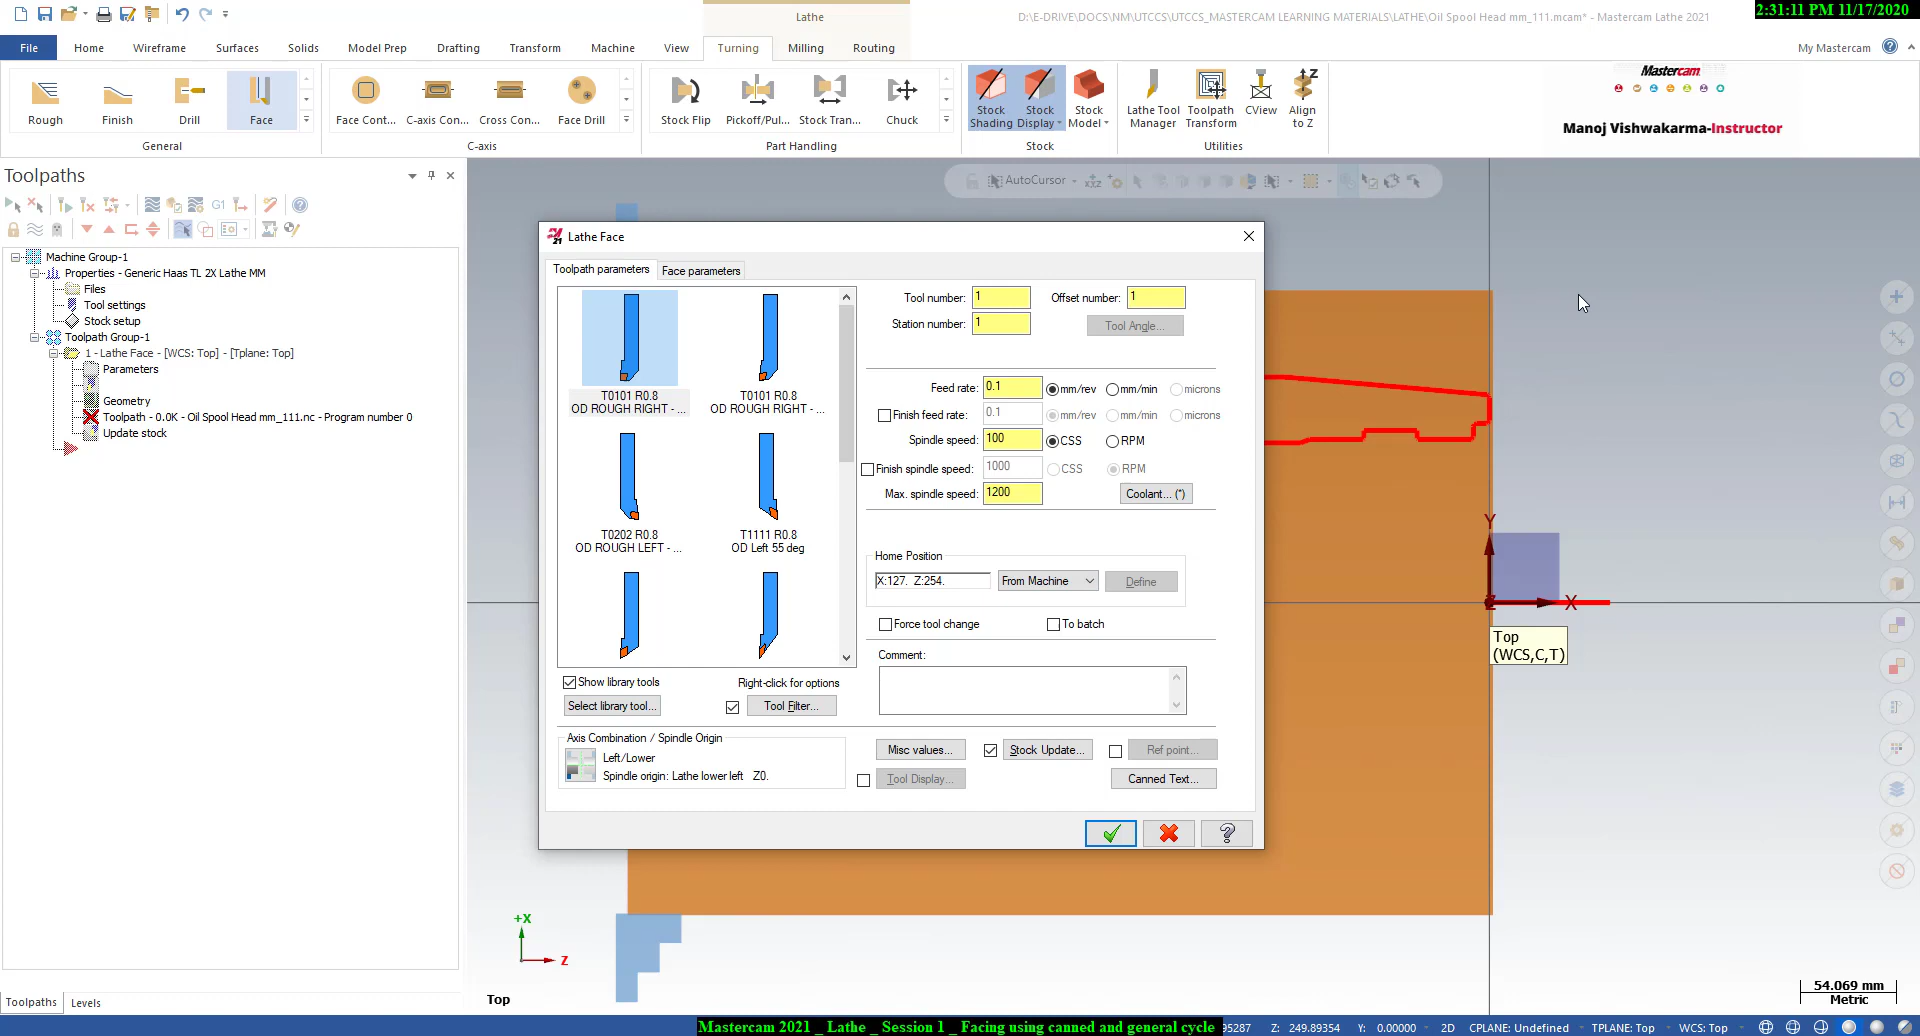 Lathe
D:\E-DRIVE\DOCS\NM\UTCCS\UTCCS_MASTERCAM LEARNING MATERIALS\LATHE\Oil Spool Head mm_111.mcam* - Mastercam Lathe 2021
2:31:11 PM 11/17/2020
File Home Wireframe Surfaces Solids Model Prep Drafting Transform Machine View Turning Milling Routing
My Mastercam
Rough Finish Drill Face
General
Face Cont... C-axis Con... Cross Con... Face Drill
C-axis
Stock Flip Pickoff/Pul... Stock Tran... Chuck
Part Handling
Stock Shading
Stock Display
Stock Model
Stock
Lathe Tool Manager
Toolpath Transform
CView
Align to Z
Utilities
Mastercam
Manoj Vishwakarma-Instructor
Toolpaths
G1
AutoCursor
Machine Group-1
Properties - Generic Haas TL 2X Lathe MM
Files
Tool settings
Stock setup
Toolpath Group-1
1 - Lathe Face - [WCS: Top] - [Tplane: Top]
Parameters
Geometry
Toolpath - 0.0K - Oil Spool Head mm_111.nc - Program number 0
Update stock
Toolpaths Levels
Lathe Face
Toolpath parameters Face parameters
T0101 R0.8
OD ROUGH RIGHT - ...
T0101 R0.8
OD ROUGH RIGHT - ...
T0202 R0.8
OD ROUGH LEFT - ...
T1111 R0.8
OD Left 55 deg
Show library tools
Right-click for options
Select library tool...
Tool Filter...
Axis Combination / Spindle Origin
Left/Lower
Spindle origin: Lathe lower left Z0.
Tool number: 1 Offset number: 1
Station number: 1 Tool Angle...
Feed rate: 0.1 mm/rev mm/min microns
Finish feed rate: 0.1 mm/rev mm/min microns
Spindle speed: 100 CSS RPM
Finish spindle speed: 1000 CSS RPM
Max. spindle speed: 1200 Coolant... (*)
Home Position
X:127. Z:254. From Machine Define
Force tool change To batch
Comment:
Misc values... Stock Update... Ref point...
Tool Display... Canned Text...
Y
X
Z
Top
(WCS,C,T)
+X
Z
Top
54.069 mm
Metric
Mastercam 2021 _ Lathe _ Session 1 _ Facing using canned and general cycle
95287 Z: 249.89354 Y: 0.00000 2D CPLANE: Undefined TPLANE: Top WCS: Top